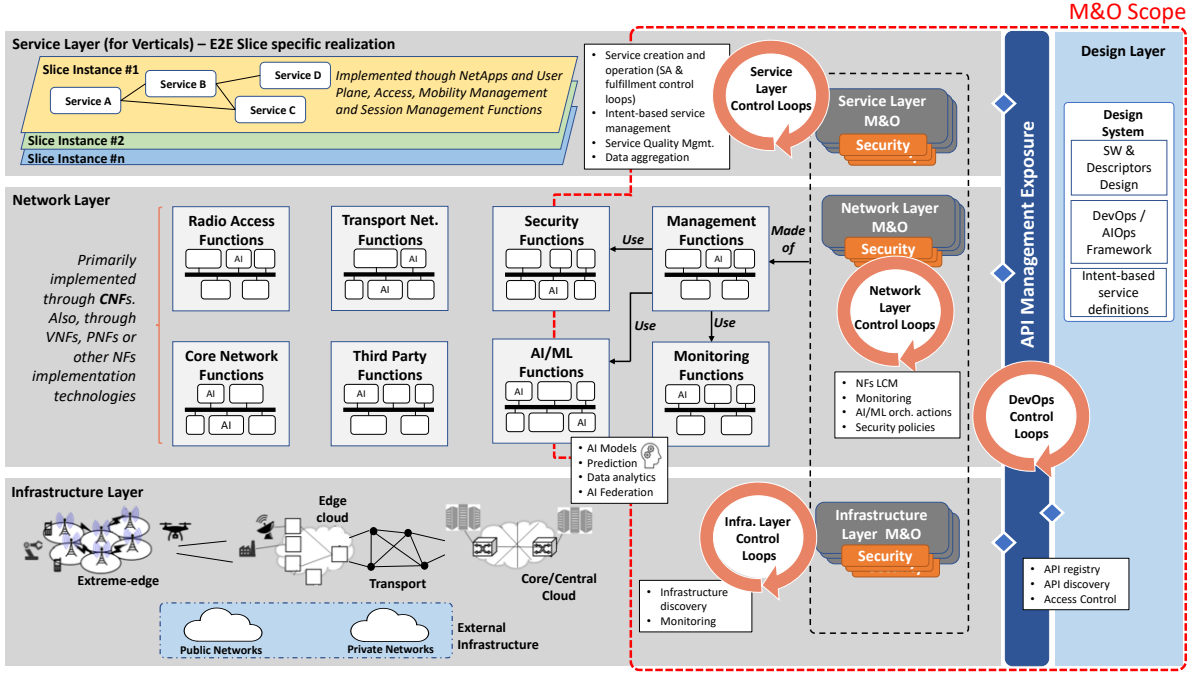 M&O Scope
Service Layer (for Verticals) – E2E Slice specific realization
Slice Instance #1
Service A
Service B
Service D
Service C
Implemented though NetApps and User
Plane, Access, Mobility Management
and Session Management Functions
Slice Instance #2
Slice Instance #n
• Service creation and
operation (SA &
fulfillment control
loops)
• Intent-based service
management
• Service Quality Mgmt.
• Data aggregation
Service
Layer
Control Loops
Service Layer
M&O
Security
API Management Exposure
Design Layer
Design
System
SW &
Descriptors
Design
DevOps /
AIOps
Framework
Intent-based
service
definitions
Network Layer
Primarily
implemented
through CNFs.
Also, through
VNFs, PNFs or
other NFs
implementation
technologies
Radio Access
Functions
AI
Transport Net.
Functions
AI
AI
Security
Functions
AI
AI
Management
Functions
Use
Made
of
Use
Use
Core Network
Functions
AI
AI
Third Party
Functions
AI
AI/ML
Functions
AI
AI
Monitoring
Functions
Network Layer
M&O
Security
Network
Layer
Control Loops
• NFs LCM
• Monitoring
• AI/ML orch. actions
• Security policies
DevOps
Control
Loops
• AI Models
• Prediction
• Data analytics
• AI Federation
Infrastructure Layer
Extreme-edge
Edge
cloud
Transport
Core/Central
Cloud
Public Networks
Private Networks
External
Infrastructure
Infra. Layer
Control
Loops
Infrastructure
Layer M&O
Security
• Infrastructure
discovery
• Monitoring
• API registry
• API discovery
• Access Control